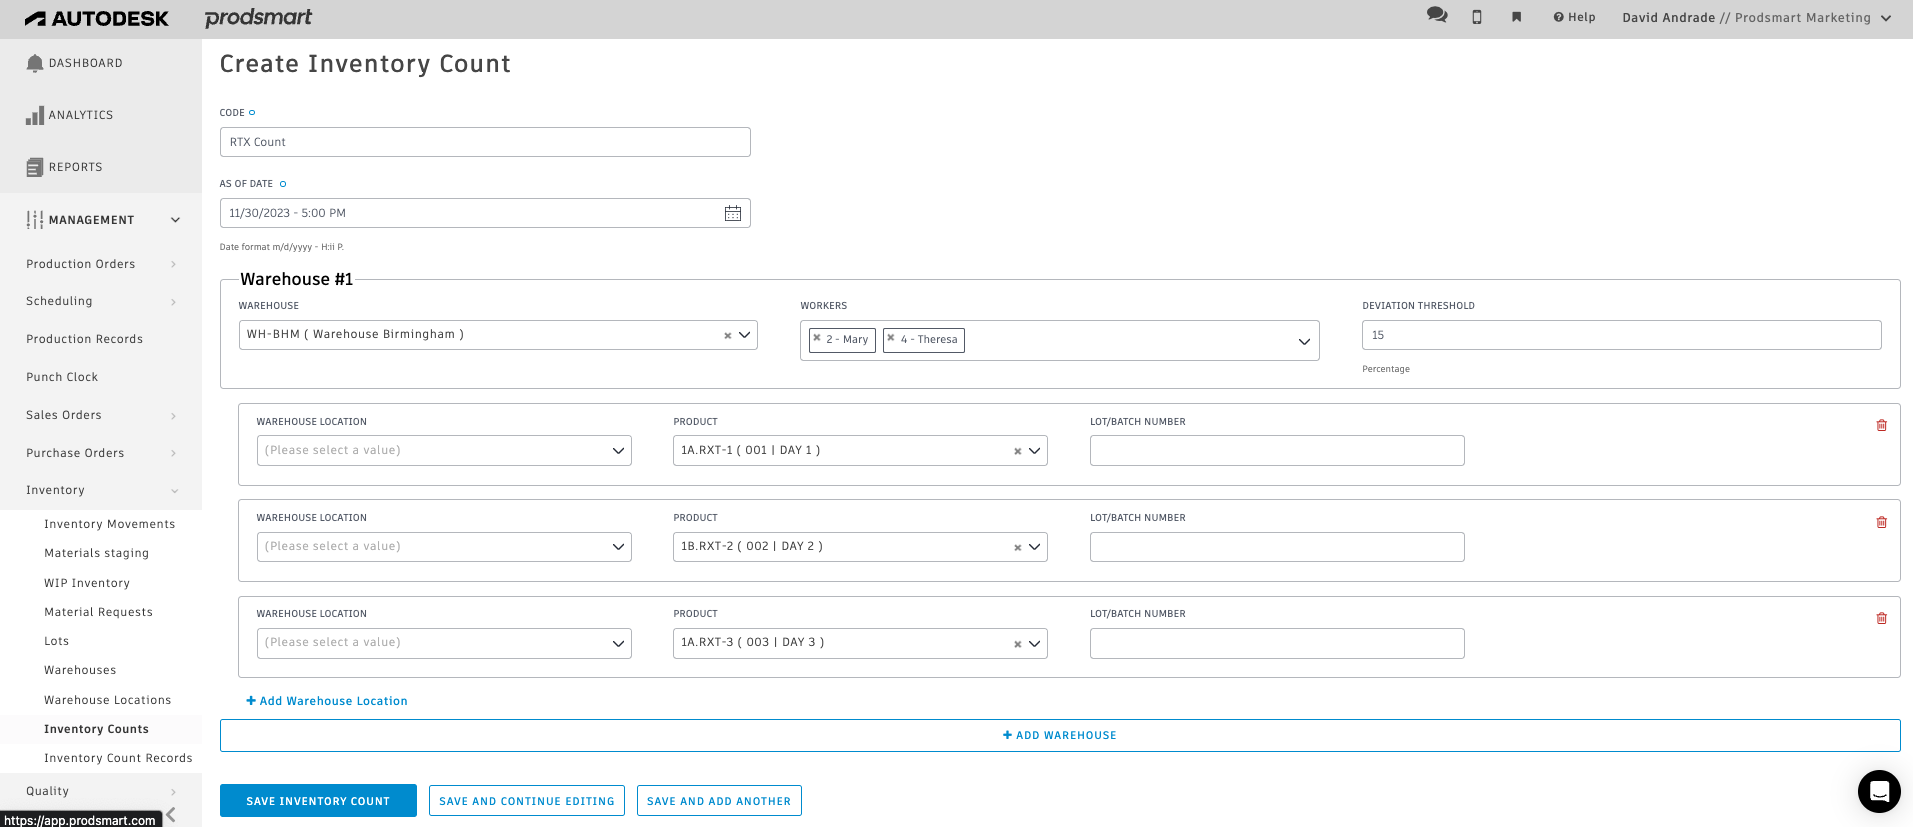 AUTODESK prodsmart Help David Andrade // Prodsmart Marketing
DASHBOARD
ANALYTICS
REPORTS
MANAGEMENT
Production Orders
Scheduling
Production Records
Punch Clock
Sales Orders
Purchase Orders
Inventory
Inventory Movements
Materials staging
WIP Inventory
Material Requests
Lots
Warehouses
Warehouse Locations
Inventory Counts
Inventory Count Records
Quality
https://app.prodsmart.com
Create Inventory Count
CODE
RTX Count
AS OF DATE
11/30/2023 - 5:00 PM
Date format m/d/yyyy - H:ii P.
Warehouse #1
WAREHOUSE WORKERS DEVIATION THRESHOLD
WH-BHM ( Warehouse Birmingham ) 2 - Mary 4 - Theresa 15
Percentage
WAREHOUSE LOCATION PRODUCT LOT/BATCH NUMBER
(Please select a value) 1A.RXT-1 ( 001 | DAY 1 )
WAREHOUSE LOCATION PRODUCT LOT/BATCH NUMBER
(Please select a value) 1B.RXT-2 ( 002 | DAY 2 )
WAREHOUSE LOCATION PRODUCT LOT/BATCH NUMBER
(Please select a value) 1A.RXT-3 ( 003 | DAY 3 )
+ Add Warehouse Location
+ ADD WAREHOUSE
SAVE INVENTORY COUNT SAVE AND CONTINUE EDITING SAVE AND ADD ANOTHER